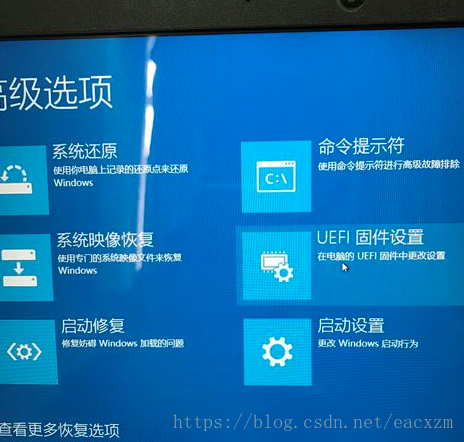 高级选项
系统还原
使用你电脑上记录的还原点来还原
Windows
命令提示符
使用命令提示符进行高级故障排除
C:\
系统映像恢复
使用专门的系统映像文件来恢复
Windows
UEFI 固件设置
在电脑的 UEFI 固件中更改设置
启动修复
修复妨碍 Windows 加载的问题
启动设置
更改 Windows 启动行为
查看更多恢复选项
https://blog.csdn.net/eacxzm